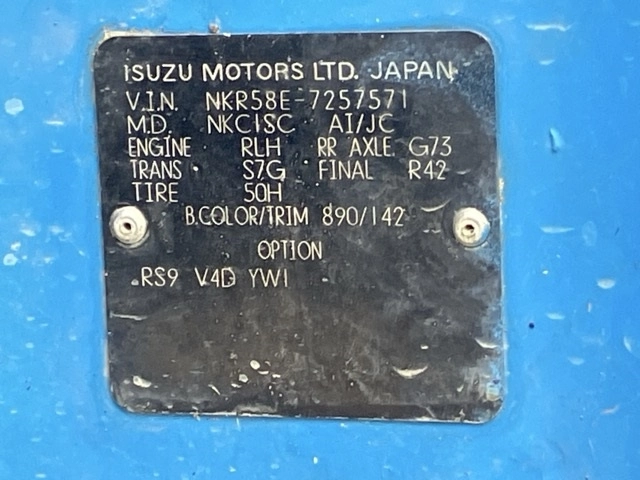 ISUZU MOTORS LTD. JAPAN
V.I.N. NKR58E-7257571
M.D. NKC1SC A1/JC
ENGINE RLH RR AXLE G73
TRANS. S7G FINAL R42
TIRE 50H
B.COLOR/TRIM 890/142
OPTION
RS9 V4D YW1